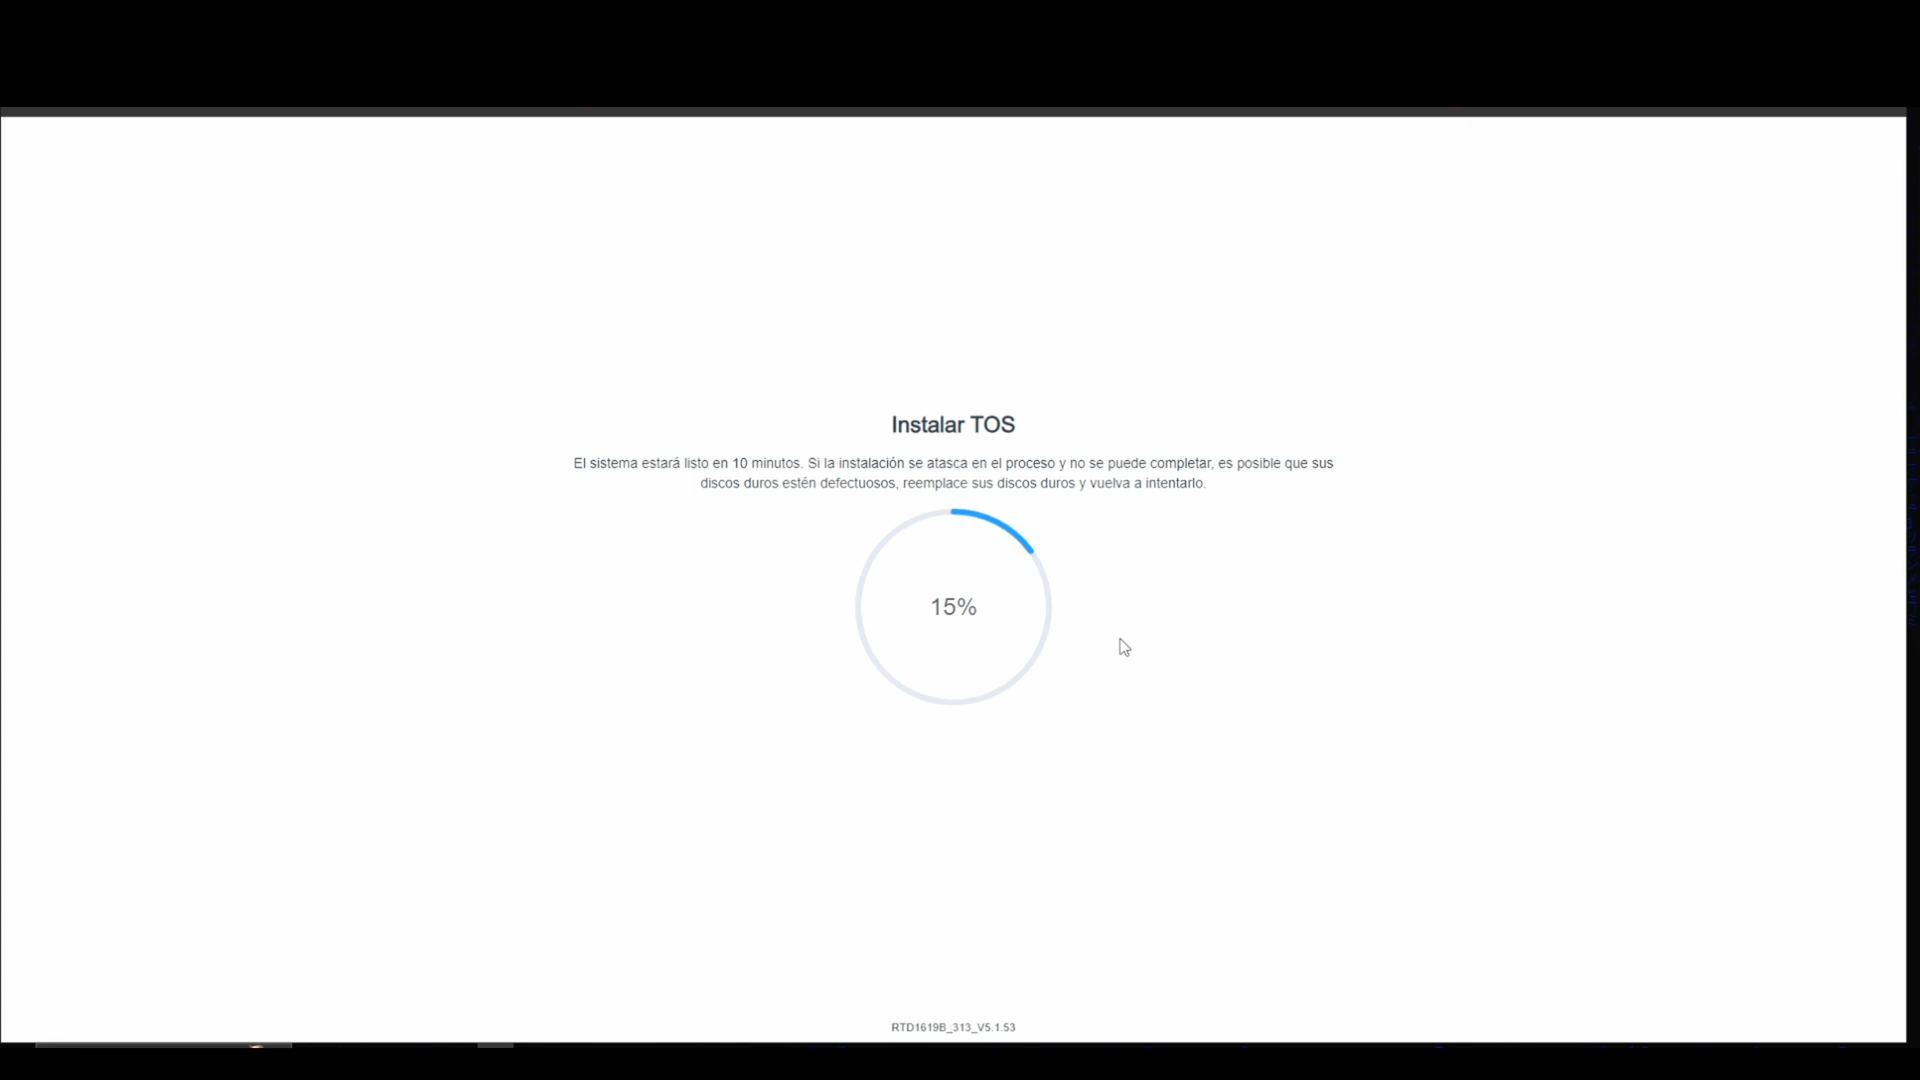 Instalar TOS
El sistema estará listo en 10 minutos. Si la instalación se atasca en el proceso y no se puede completar, es posible que sus
discos duros estén defectuosos, reemplace sus discos duros y vuelva a intentarlo.
15%
RTD1619B_313_V5.1.53